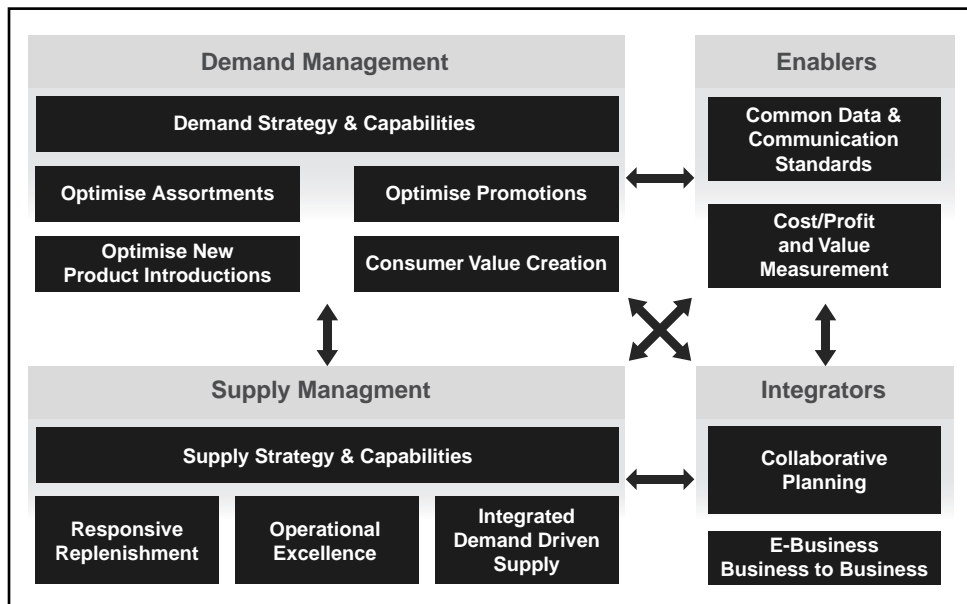 Demand Management
Demand Strategy & Capabilities
Optimise Assortments
Optimise Promotions
Optimise New
Product Introductions
Consumer Value Creation
Enablers
Common Data &
Communication
Standards
Cost/Profit
and Value
Measurement
Supply Managment
Supply Strategy & Capabilities
Responsive
Replenishment
Operational
Excellence
Integrated
Demand Driven
Supply
Integrators
Collaborative
Planning
E-Business
Business to Business